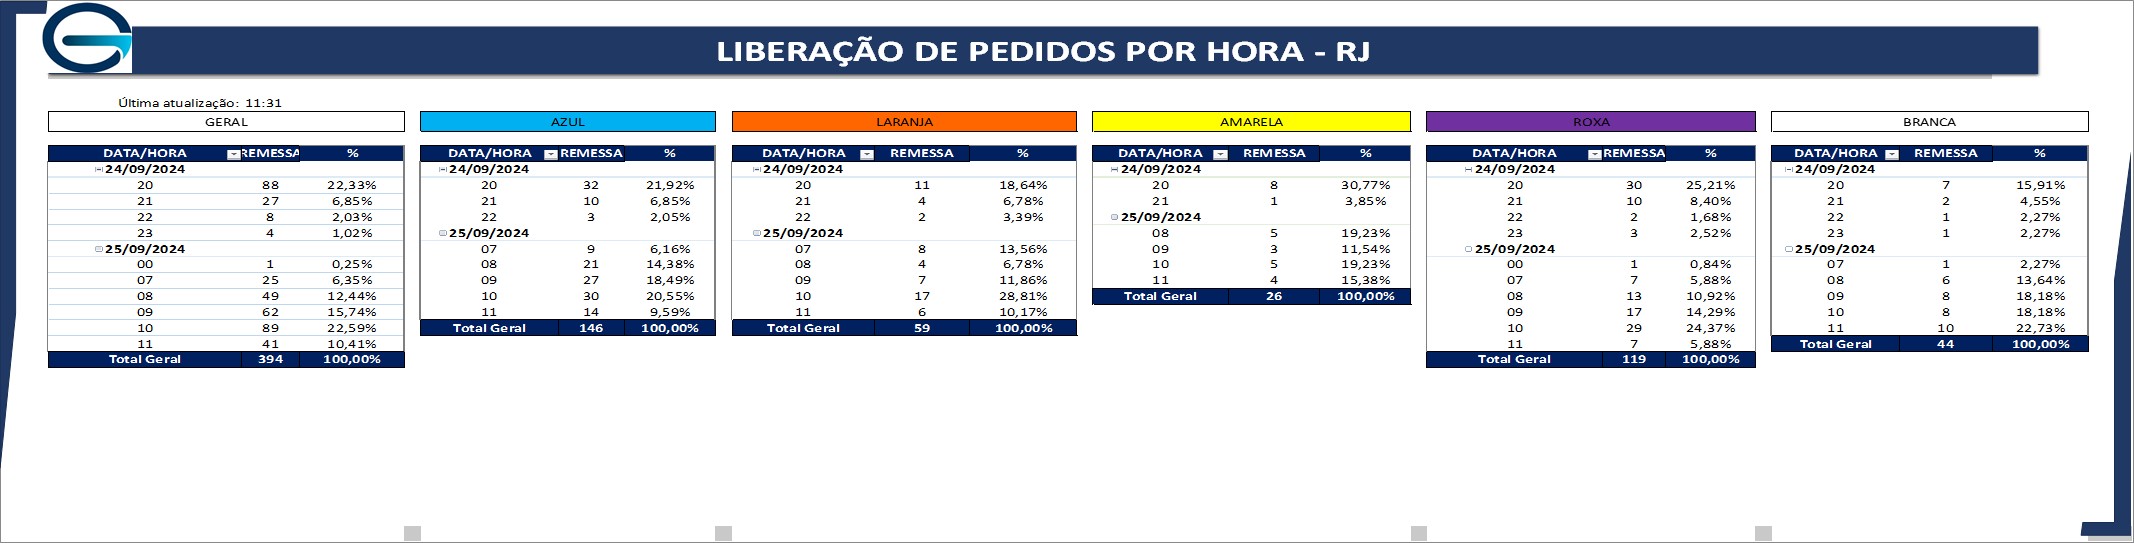 LIBERAÇÃO DE PEDIDOS POR HORA - RJ
Última atualização: 11:31
GERAL
DATA/HORA REMESSA %
24/09/2024
20 88 22,33%
21 27 6,85%
22 8 2,03%
23 4 1,02%
25/09/2024
00 1 0,25%
07 25 6,35%
08 49 12,44%
09 62 15,74%
10 89 22,59%
11 41 10,41%
Total Geral 394 100,00%
AZUL
DATA/HORA REMESSA %
24/09/2024
20 32 21,92%
21 10 6,85%
22 3 2,05%
25/09/2024
07 9 6,16%
08 21 14,38%
09 27 18,49%
10 30 20,55%
11 14 9,59%
Total Geral 146 100,00%
LARANJA
DATA/HORA REMESSA %
24/09/2024
20 11 18,64%
21 4 6,78%
22 2 3,39%
25/09/2024
07 8 13,56%
08 4 6,78%
09 7 11,86%
10 17 28,81%
11 6 10,17%
Total Geral 59 100,00%
AMARELA
DATA/HORA REMESSA %
24/09/2024
20 8 30,77%
21 1 3,85%
25/09/2024
08 5 19,23%
09 3 11,54%
10 5 19,23%
11 4 15,38%
Total Geral 26 100,00%
ROXA
DATA/HORA REMESSA %
24/09/2024
20 30 25,21%
21 10 8,40%
22 2 1,68%
23 3 2,52%
25/09/2024
00 1 0,84%
07 7 5,88%
08 13 10,92%
09 17 14,29%
10 29 24,37%
11 7 5,88%
Total Geral 119 100,00%
BRANCA
DATA/HORA REMESSA %
24/09/2024
20 7 15,91%
21 2 4,55%
22 1 2,27%
23 1 2,27%
25/09/2024
07 1 2,27%
08 6 13,64%
09 8 18,18%
10 8 18,18%
11 10 22,73%
Total Geral 44 100,00%